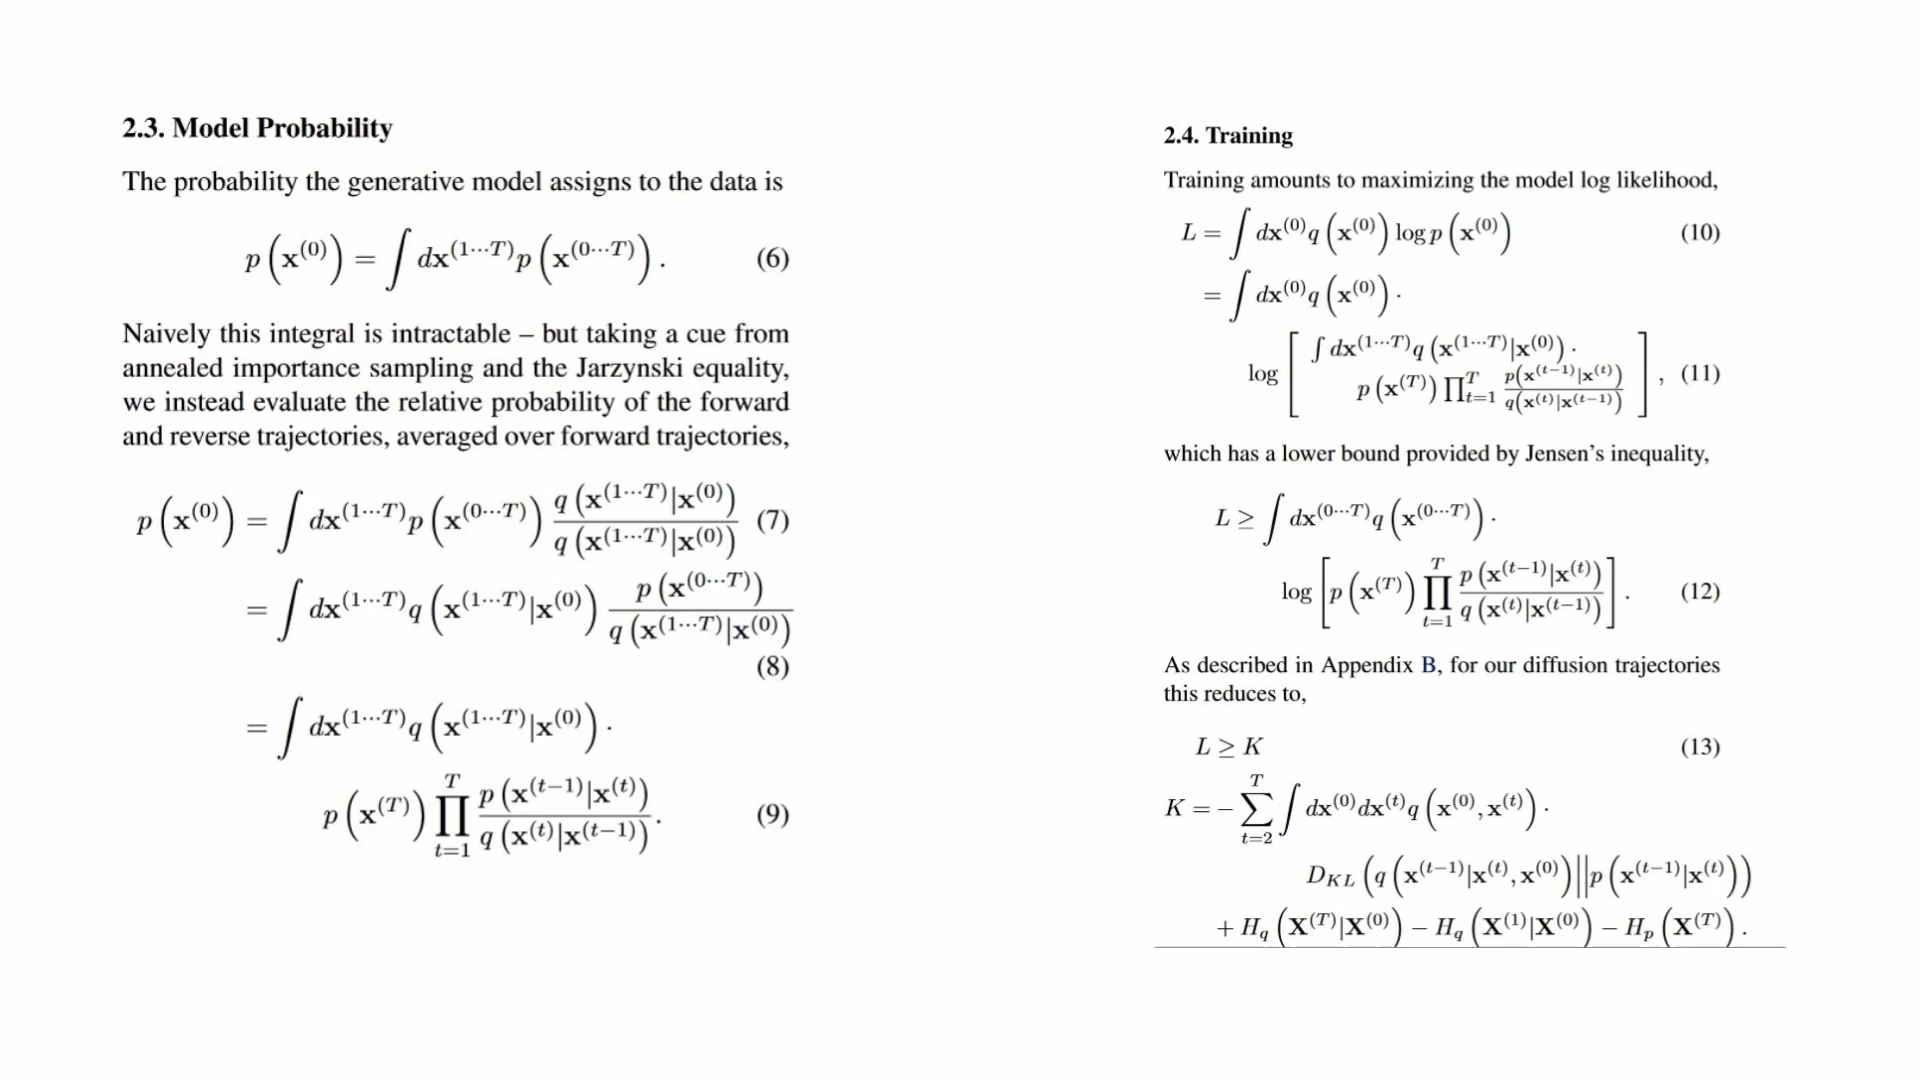 2.3. Model Probability
The probability the generative model assigns to the data is
p(x^(0)) = ∫ dx^(1···T) p(x^(0···T)). (6)
Naively this integral is intractable – but taking a cue from
annealed importance sampling and the Jarzynski equality,
we instead evaluate the relative probability of the forward
and reverse trajectories, averaged over forward trajectories,
p(x^(0)) = ∫ dx^(1···T) p(x^(0···T)) q(x^(1···T)|x^(0)) / q(x^(1···T)|x^(0)) (7)
= ∫ dx^(1···T) q(x^(1···T)|x^(0)) p(x^(0···T)) / q(x^(1···T)|x^(0))
(8)
= ∫ dx^(1···T) q(x^(1···T)|x^(0)) ·
p(x^(T)) ∏_{t=1}^{T} p(x^(t−1)|x^(t)) / q(x^(t)|x^(t−1)). (9)
2.4. Training
Training amounts to maximizing the model log likelihood,
L = ∫ dx^(0) q(x^(0)) log p(x^(0)) (10)
= ∫ dx^(0) q(x^(0)) ·
log [ ∫ dx^(1···T) q(x^(1···T)|x^(0)) ·
p(x^(T)) ∏_{t=1}^{T} p(x^(t−1)|x^(t)) / q(x^(t)|x^(t−1)) ], (11)
which has a lower bound provided by Jensen's inequality,
L ≥ ∫ dx^(0···T) q(x^(0···T)) ·
log [ p(x^(T)) ∏_{t=1}^{T} p(x^(t−1)|x^(t)) / q(x^(t)|x^(t−1)) ]. (12)
As described in Appendix B, for our diffusion trajectories
this reduces to,
L ≥ K (13)
K = − ∑_{t=2}^{T} ∫ dx^(0) dx^(t) q(x^(0), x^(t)) ·
D_KL (q(x^(t−1)|x^(t), x^(0)) || p(x^(t−1)|x^(t)))
+ H_q (X^(T)|X^(0)) − H_q (X^(1)|X^(0)) − H_p (X^(T)).